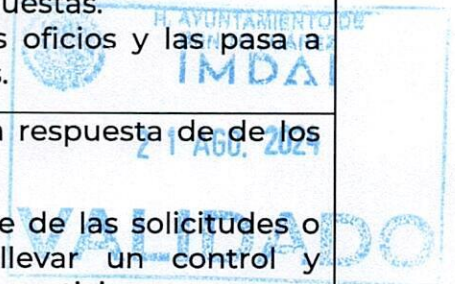 uestas.
H. AYUNTAMIENTO DE
s oficios y las pasa a
IMDAI
s.
n respuesta de de los
21 AGO. 2024
e de las solicitudes o
VALIDADO
llevar un control y